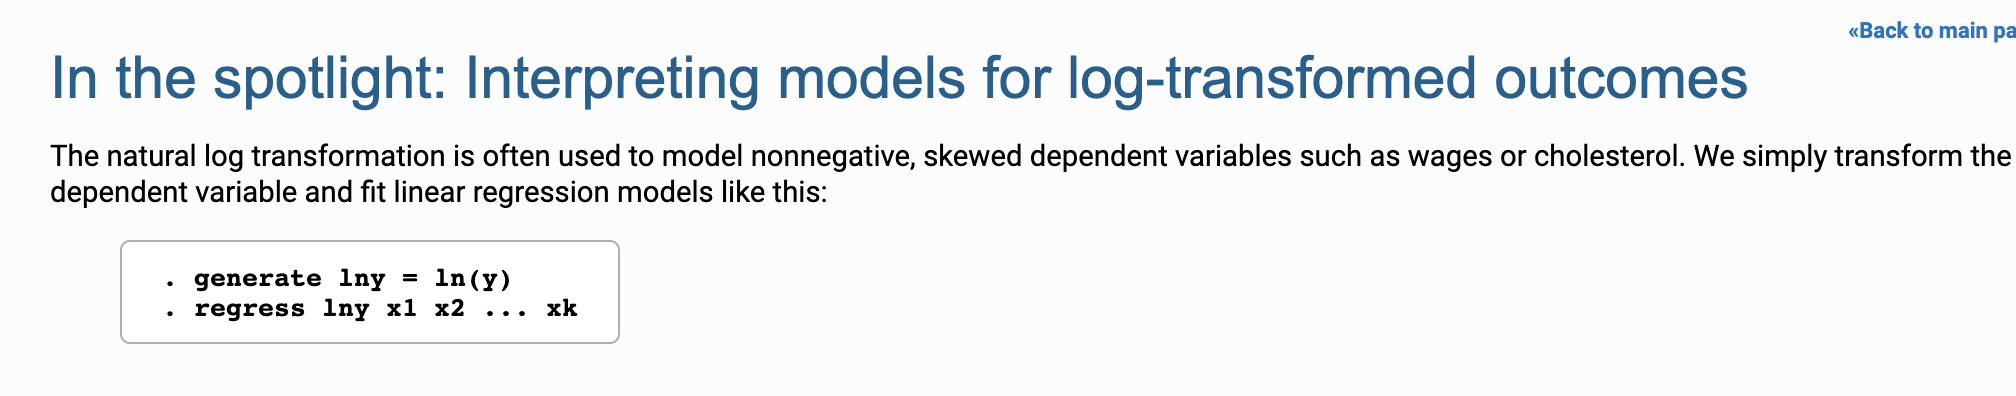 «Back to main pa
In the spotlight: Interpreting models for log-transformed outcomes
The natural log transformation is often used to model nonnegative, skewed dependent variables such as wages or cholesterol. We simply transform the
dependent variable and fit linear regression models like this:
. generate lny = ln(y)
. regress lny x1 x2 ... xk